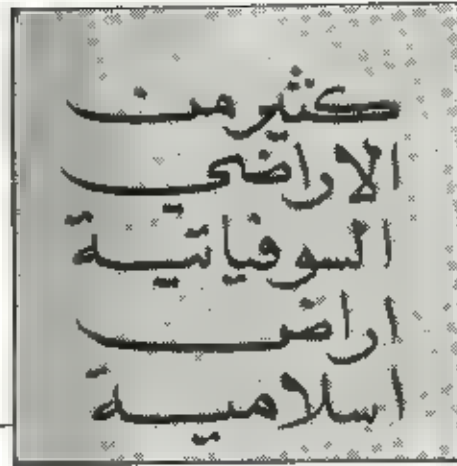 كثير من
الاراضي
السوفياتية
اراض
اسلامية